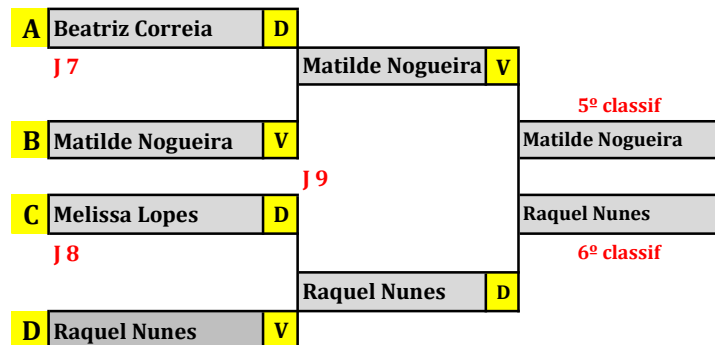 A Beatriz Correia D
J 7
Matilde Nogueira V
5º classif
B Matilde Nogueira V
Matilde Nogueira
J 9
C Melissa Lopes D
Raquel Nunes
J 8
6º classif
Raquel Nunes D
D Raquel Nunes V